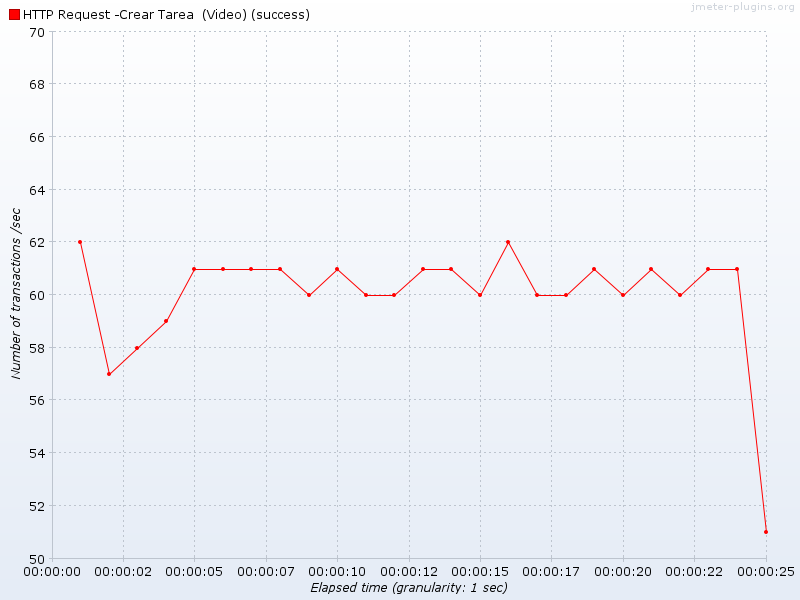 jmeter-plugins.org
HTTP Request -Crear Tarea  (Video) (success)
70
68
66
64
62
60
58
56
54
52
50
Number of transactions /sec
00:00:00 00:00:02 00:00:05 00:00:07 00:00:10 00:00:12 00:00:15 00:00:17 00:00:20 00:00:22 00:00:25
Elapsed time (granularity: 1 sec)